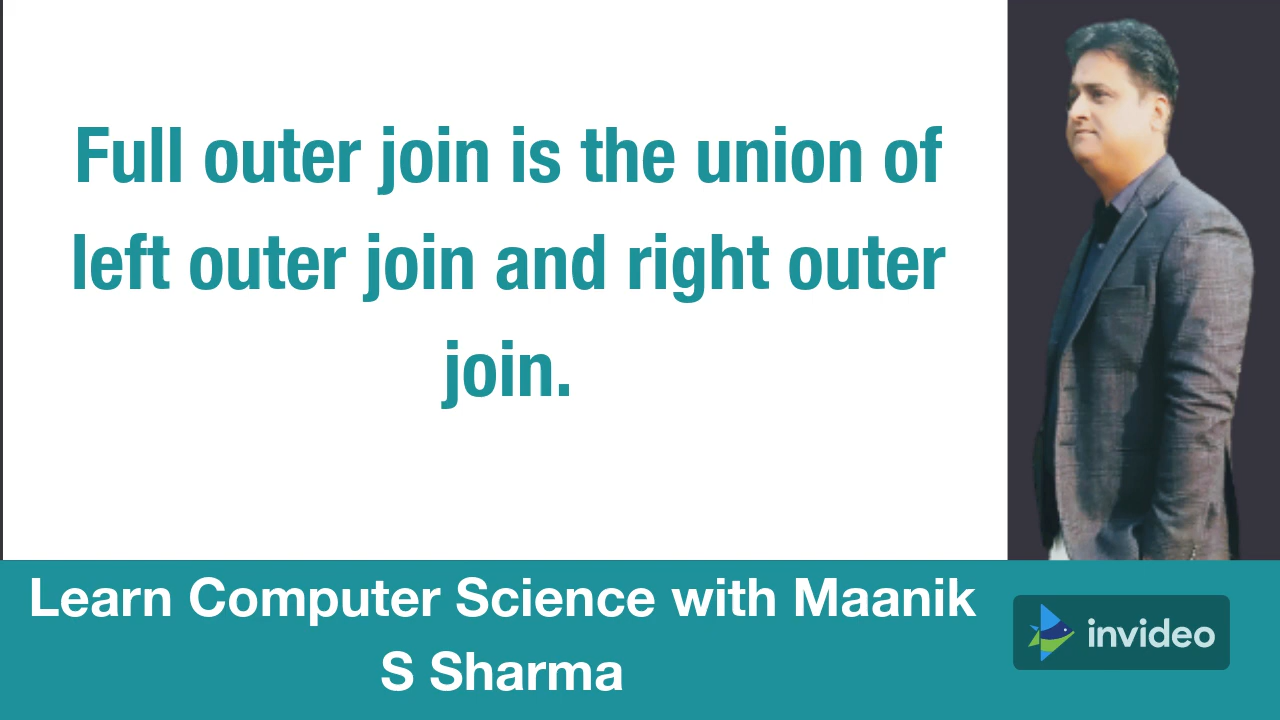 Full outer join is the union of
left outer join and right outer
join.
Learn Computer Science with Maanik
S Sharma
invideo